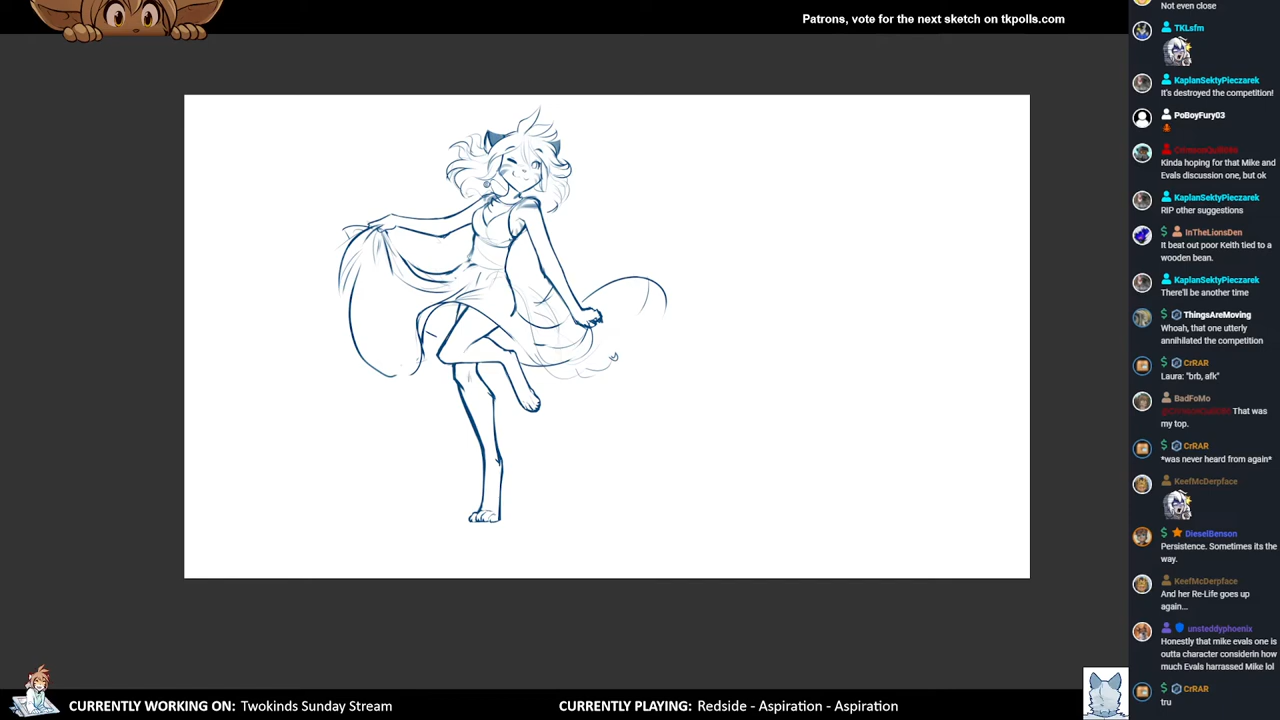 Patrons, vote for the next sketch on tkpolls.com
Not even close
TKLsfm
KaplanSektyPieczarek
It's destroyed the competition!
PoBoyFury03
Kinda hoping for that Mike and
Evals discussion one, but ok
KaplanSektyPieczarek
RIP other suggestions
InTheLionsDen
It beat out poor Keith tied to a
wooden bean.
KaplanSektyPieczarek
There'll be another time
ThingsAreMoving
Whoah, that one utterly
annihilated the competition
CrRAR
Laura: "brb, afk"
BadFoMo
That was
my top.
CrRAR
*was never heard from again*
KeefMcDerpface
DieselBenson
Persistence. Sometimes its the
way.
KeefMcDerpface
And her Re-Life goes up
again...
unsteddyphoenix
Honestly that mike evals one is
outta character considerin how
much Evals harrassed Mike lol
CrRAR
tru
CURRENTLY WORKING ON: Twokinds Sunday Stream
CURRENTLY PLAYING: Redside - Aspiration - Aspiration